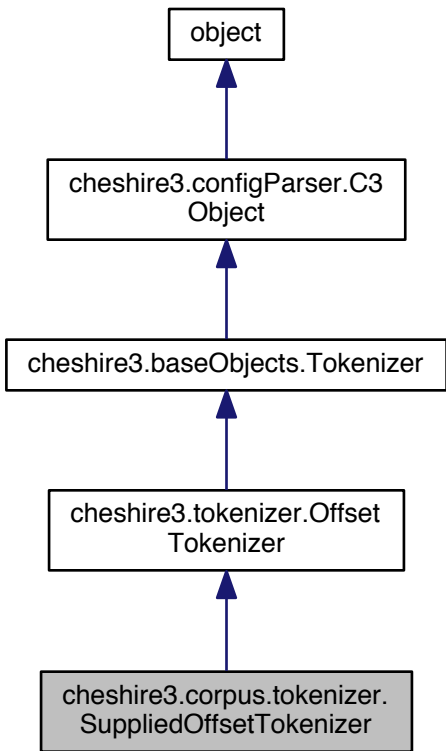 object
cheshire3.configParser.C3
Object
cheshire3.baseObjects.Tokenizer
cheshire3.tokenizer.Offset
Tokenizer
cheshire3.corpus.tokenizer.
SuppliedOffsetTokenizer